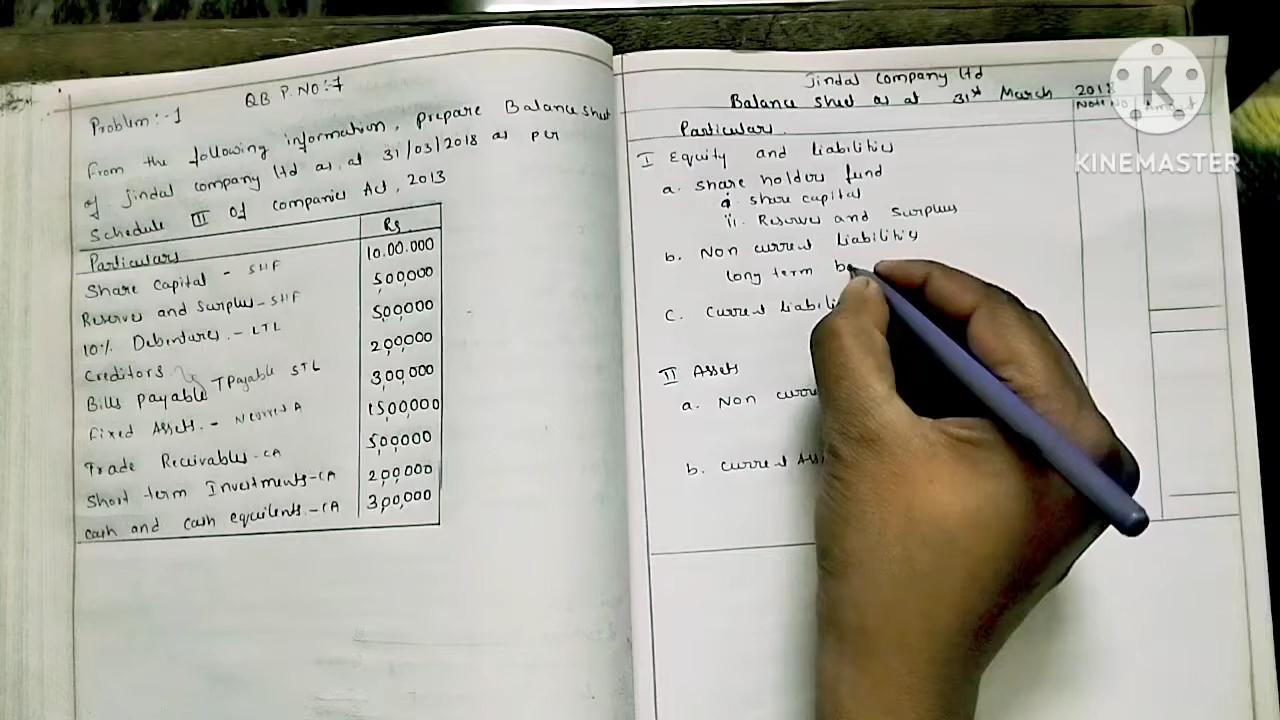 QB P.NO:-7
Problem:-1
From the following information, prepare Balance sheet
of Jindal company ltd as at 31/03/2018 as per
Schedule III of companies Act, 2013
Particulars Rs
Share capital - SHF 10,00,000
Reserve and Surplus - SHF 5,00,000
10% Debentures. - LTL 5,00,000
Creditors 2,00,000
Bills payable TPayable STL 3,00,000
Fixed Assets. - A 15,00,000
Trade Receivables - CA 5,00,000
Short term Investments - CA 2,00,000
cash and cash equilents. - CA 3,00,000
Jindal Company ltd
Balance sheet as at 31st March 2018
Particulars. Note No
I Equity and liabilities
a. share holders fund
i share capital
ii. Reserves and Surplus
b. Non current liabilities
long term
c. Current
II Assets
a. Non
b. current
K
KINEMASTER